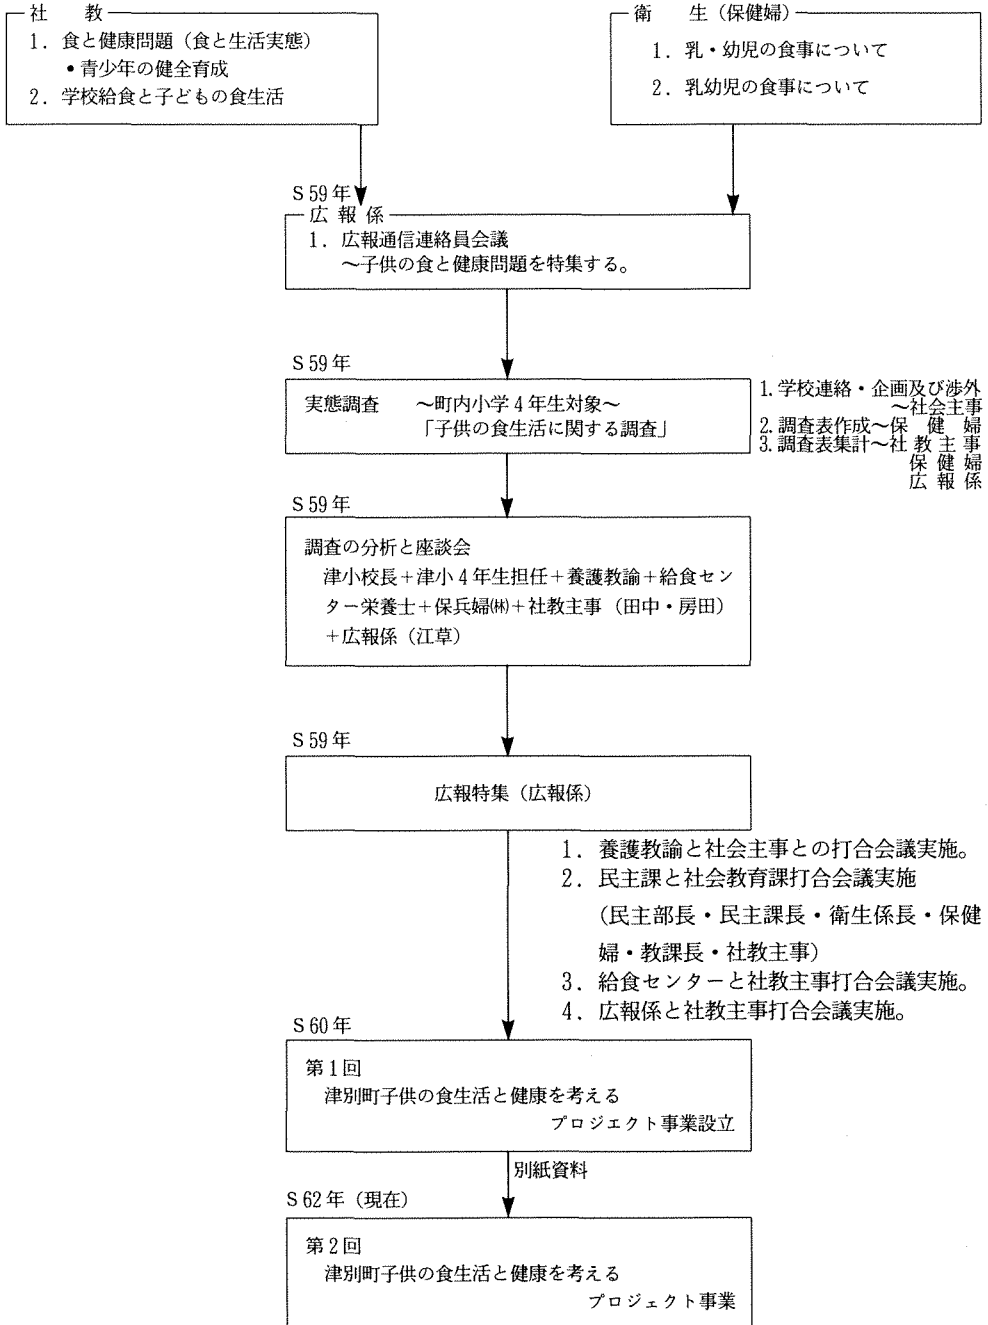 社　教
1．食と健康問題（食と生活実態）
•青少年の健全育成
2．学校給食と子どもの食生活
衛　生（保健婦）
1．乳・幼児の食事について
2．乳幼児の食事について
S 59年
広報係
1．広報通信連絡員会議
～子供の食と健康問題を特集する。
S 59年
実態調査　～町内小学4年生対象～
「子供の食生活に関する調査」
1.学校連絡・企画及び渉外
～社会主事
2.調査表作成～保健婦
3.調査表集計～社教主事
保健婦
広報係
S 59年
調査の分析と座談会
津小校長＋津小4年生担任＋養護教諭＋給食セン
ター栄養士＋保兵婦㈱＋社教主事（田中・房田）
＋広報係（江草）
S 59年
広報特集（広報係）
1．養護教諭と社会主事との打合会議実施。
2．民主課と社会教育課打合会議実施
（民主部長・民主課長・衛生係長・保健
婦・教課長・社教主事）
3．給食センターと社教主事打合会議実施。
4．広報係と社教主事打合会議実施。
S 60年
第1回
津別町子供の食生活と健康を考える
プロジエクト事業設立
別紙資料
S 62年（現在）
第2回
津別町子供の食生活と健康を考える
プロジェクト事業